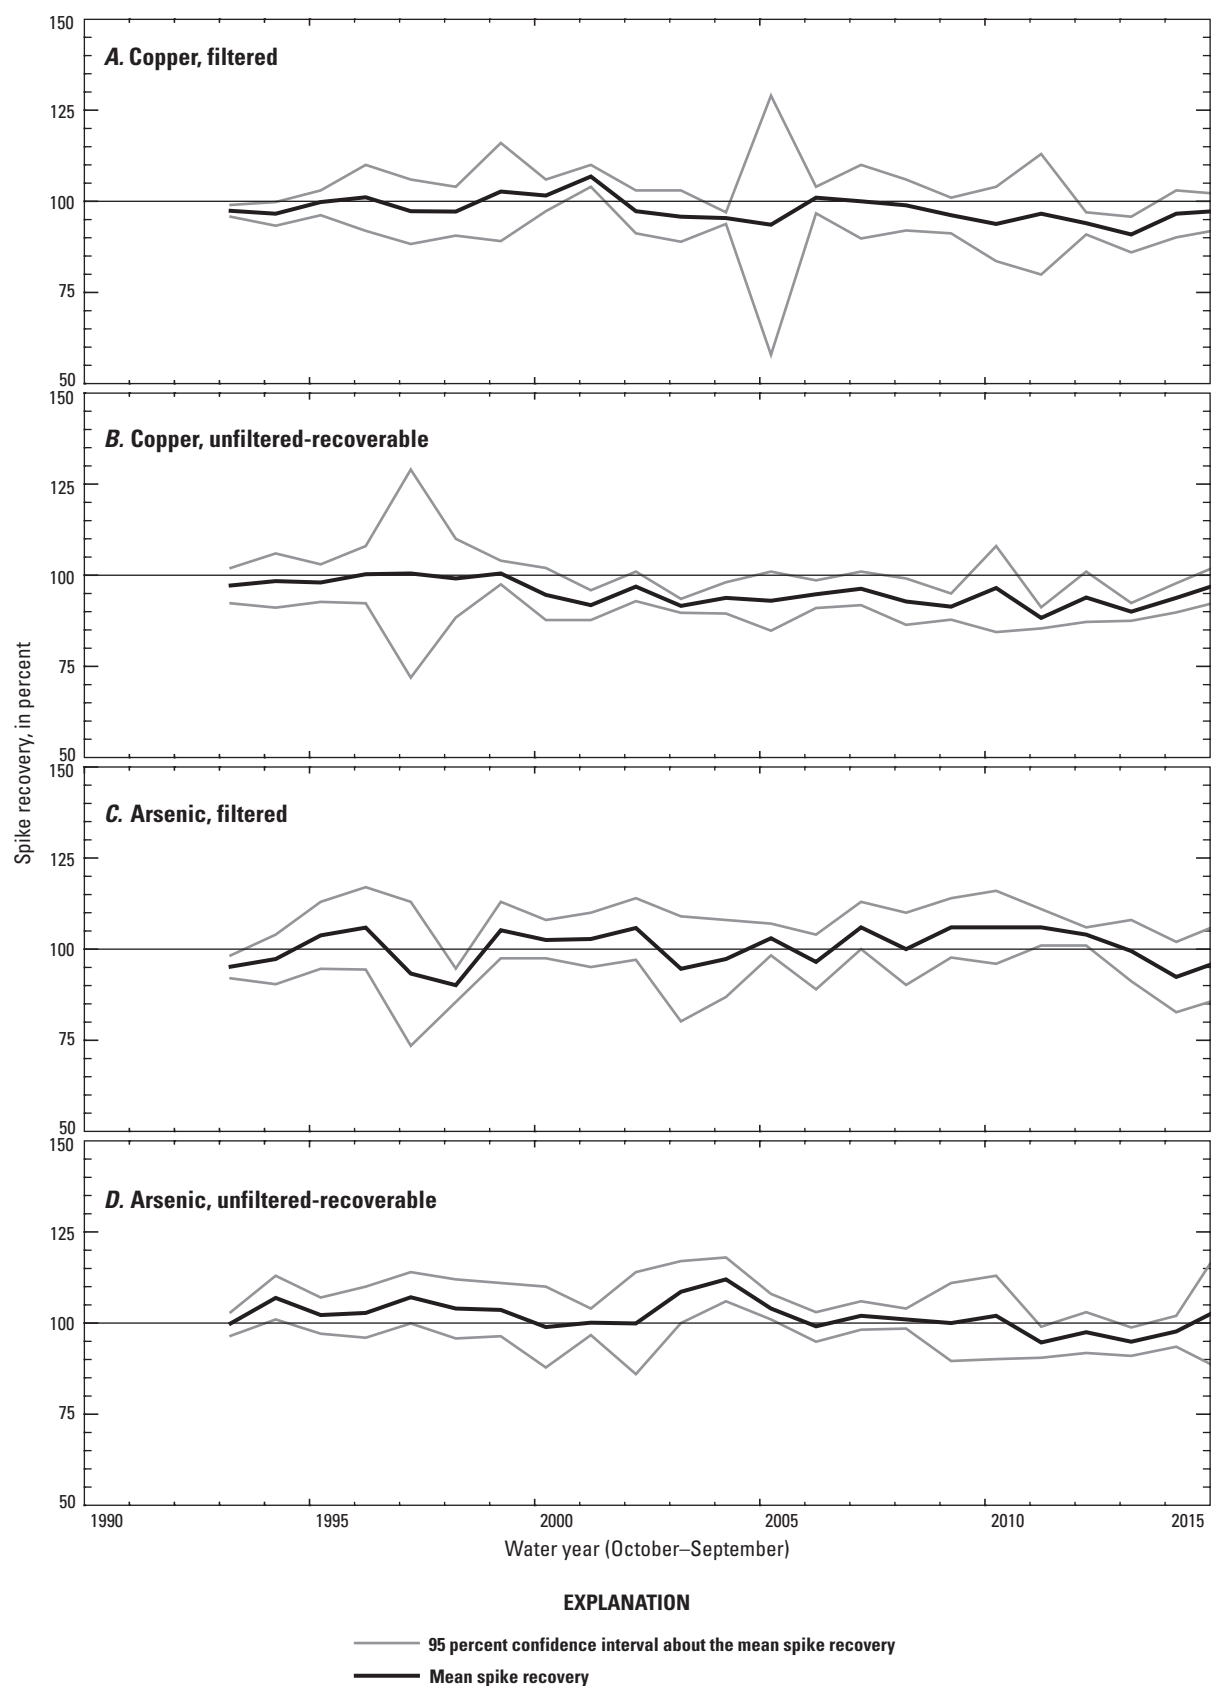 150
A. Copper, filtered
125
100
75
50
150
B. Copper, unfiltered-recoverable
125
100
75
50
150
C. Arsenic, filtered
125
100
75
50
150
D. Arsenic, unfiltered-recoverable
125
100
75
50
Spike recovery, in percent
1990 1995 2000 2005 2010 2015
Water year (October–September)
EXPLANATION
95 percent confidence interval about the mean spike recovery
Mean spike recovery